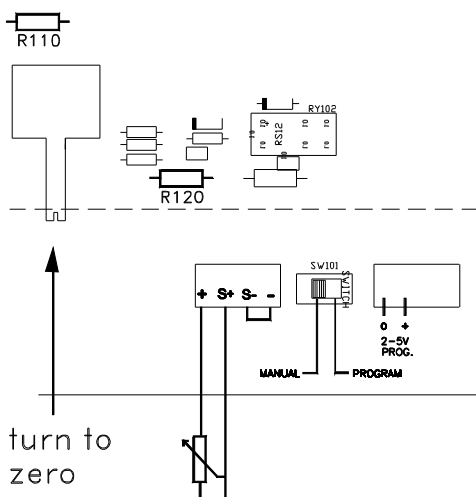 R110
RY102
RS12
R120
SW101
SWITCH
+ S+ S- -
0 +
2-5V
PROG.
MANUAL
PROGRAM
turn to
zero